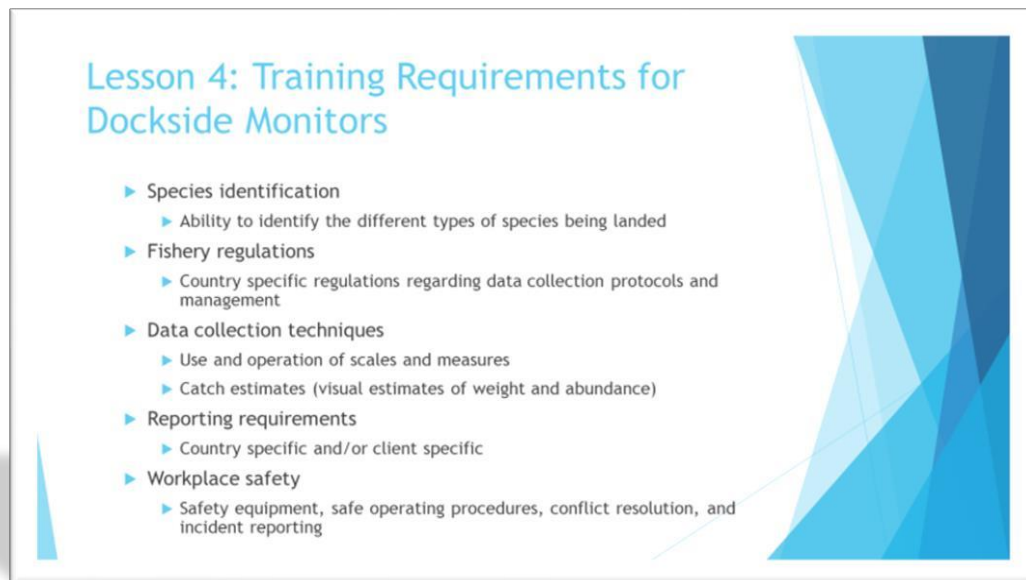 Lesson 4: Training Requirements for
Dockside Monitors
Species identification
Ability to identify the different types of species being landed
Fishery regulations
Country specific regulations regarding data collection protocols and
management
Data collection techniques
Use and operation of scales and measures
Catch estimates (visual estimates of weight and abundance)
Reporting requirements
Country specific and/or client specific
Workplace safety
Safety equipment, safe operating procedures, conflict resolution, and
incident reporting